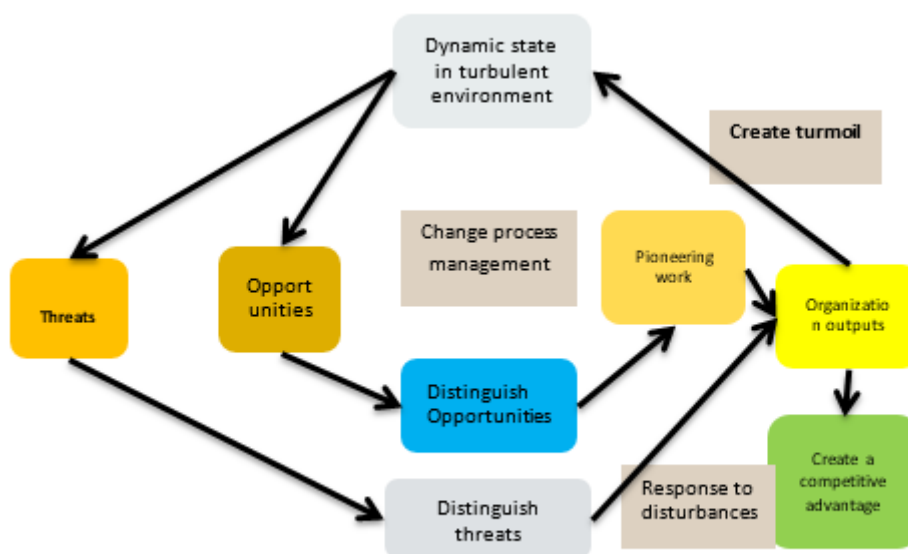 Dynamic state
in turbulent
environment
Create turmoil
Change process
management
Pioneering
work
Threats
Opport
unities
Organizatio
n outputs
Distinguish
Opportunities
Distinguish
threats
Response to
disturbances
Create a
competitive
advantage